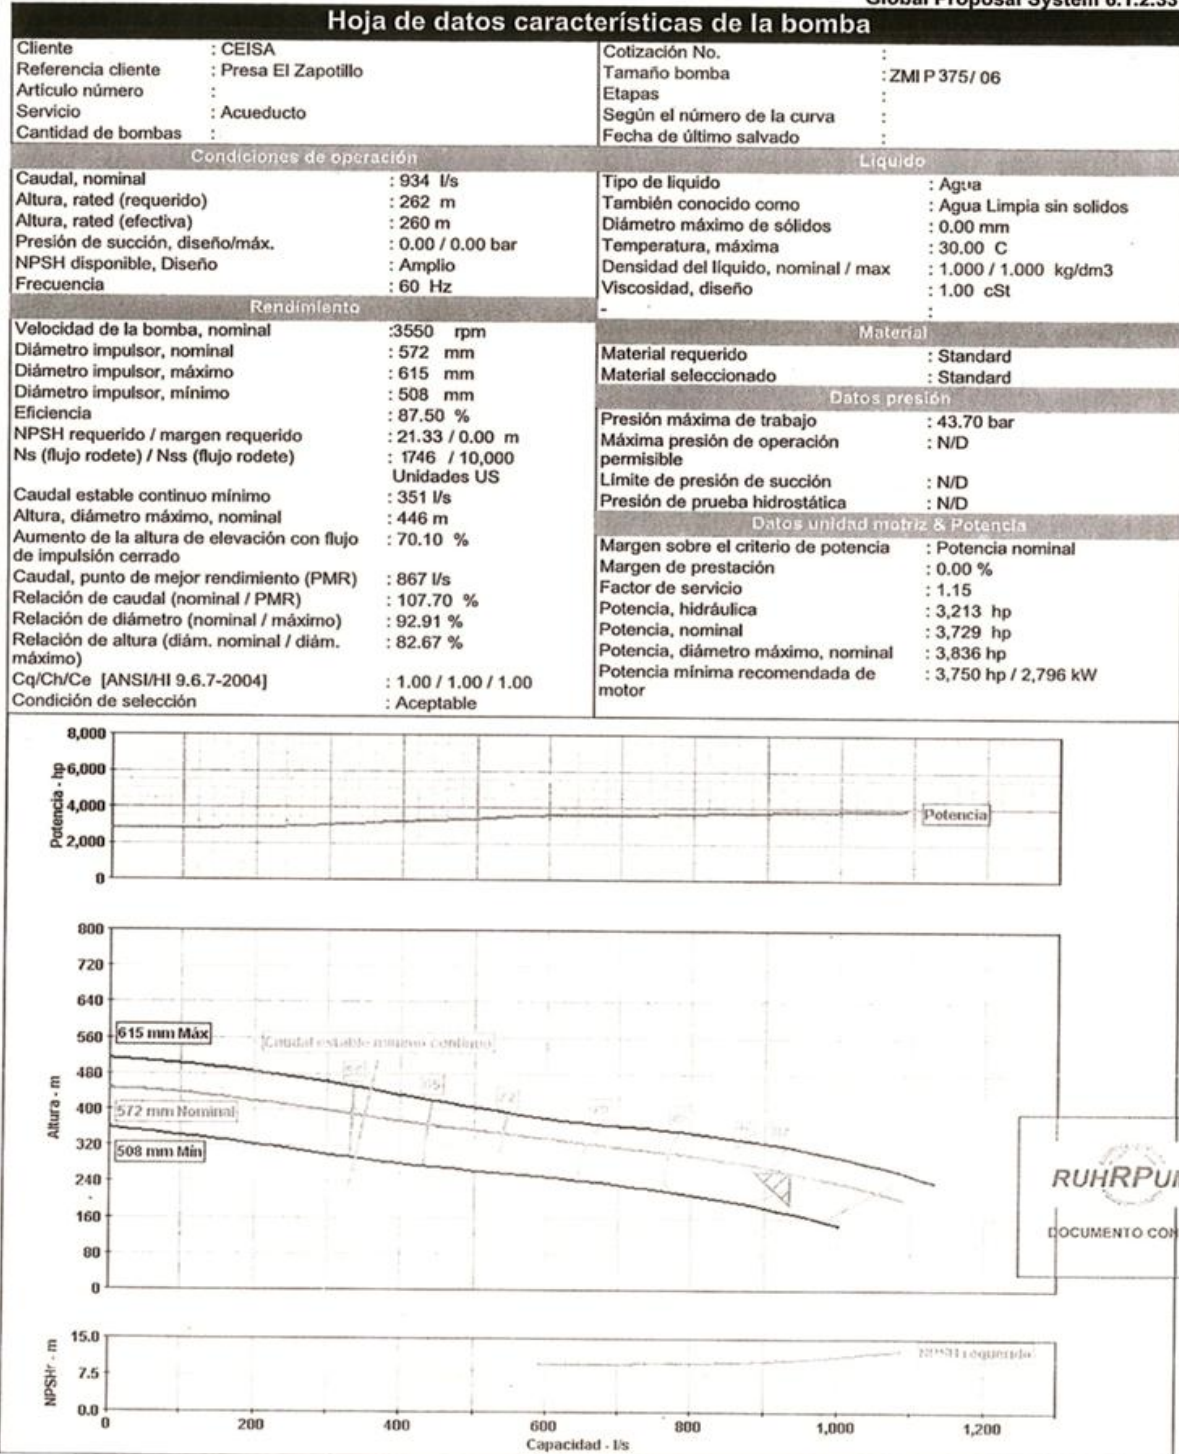 Global Proposal System 6.1.2.33
Hoja de datos características de la bomba
Cliente : CEISA
Referencia cliente : Presa El Zapotillo
Artículo número :
Servicio : Acueducto
Cantidad de bombas :
Cotización No. :
Tamaño bomba : ZMI P 375/ 06
Etapas :
Según el número de la curva :
Fecha de último salvado :
Condiciones de operación
Caudal, nominal : 934 l/s
Altura, rated (requerido) : 262 m
Altura, rated (efectiva) : 260 m
Presión de succión, diseño/máx. : 0.00 / 0.00 bar
NPSH disponible, Diseño : Amplio
Frecuencia : 60 Hz
Líquido
Tipo de liquido : Agua
También conocido como : Agua Limpia sin solidos
Diámetro máximo de sólidos : 0.00 mm
Temperatura, máxima : 30.00 C
Densidad del líquido, nominal / max : 1.000 / 1.000 kg/dm3
Viscosidad, diseño : 1.00 cSt
- :
Rendimiento
Velocidad de la bomba, nominal :3550 rpm
Diámetro impulsor, nominal : 572 mm
Diámetro impulsor, máximo : 615 mm
Diámetro impulsor, mínimo : 508 mm
Eficiencia : 87.50 %
NPSH requerido / margen requerido : 21.33 / 0.00 m
Ns (flujo rodete) / Nss (flujo rodete) : 1746 / 10,000
Unidades US
Caudal estable continuo mínimo : 351 l/s
Altura, diámetro máximo, nominal : 446 m
Aumento de la altura de elevación con flujo : 70.10 %
de impulsión cerrado
Caudal, punto de mejor rendimiento (PMR) : 867 l/s
Relación de caudal (nominal / PMR) : 107.70 %
Relación de diámetro (nominal / máximo) : 92.91 %
Relación de altura (diám. nominal / diám. : 82.67 %
máximo)
Cq/Ch/Ce [ANSI/HI 9.6.7-2004] : 1.00 / 1.00 / 1.00
Condición de selección : Aceptable
Material
Material requerido : Standard
Material seleccionado : Standard
Datos presión
Presión máxima de trabajo : 43.70 bar
Máxima presión de operación : N/D
permisible
Límite de presión de succión : N/D
Presión de prueba hidrostática : N/D
Datos unidad motriz & Potencia
Margen sobre el criterio de potencia : Potencia nominal
Margen de prestación : 0.00 %
Factor de servicio : 1.15
Potencia, hidráulica : 3,213 hp
Potencia, nominal : 3,729 hp
Potencia, diámetro máximo, nominal : 3,836 hp
Potencia mínima recomendada de : 3,750 hp / 2,796 kW
motor
Potencia - hp
8,000
6,000
4,000
2,000
0
Potencia
Altura - m
800
720
640
560
480
400
320
240
160
80
0
615 mm Máx
Caudal estable mínimo continuo
572 mm Nominal
508 mm Mín
RUHRPU
DOCUMENTO CON
NPSHr - m
15.0
7.5
0.0
NPSH requerido
0 200 400 600 800 1,000 1,200
Capacidad - l/s